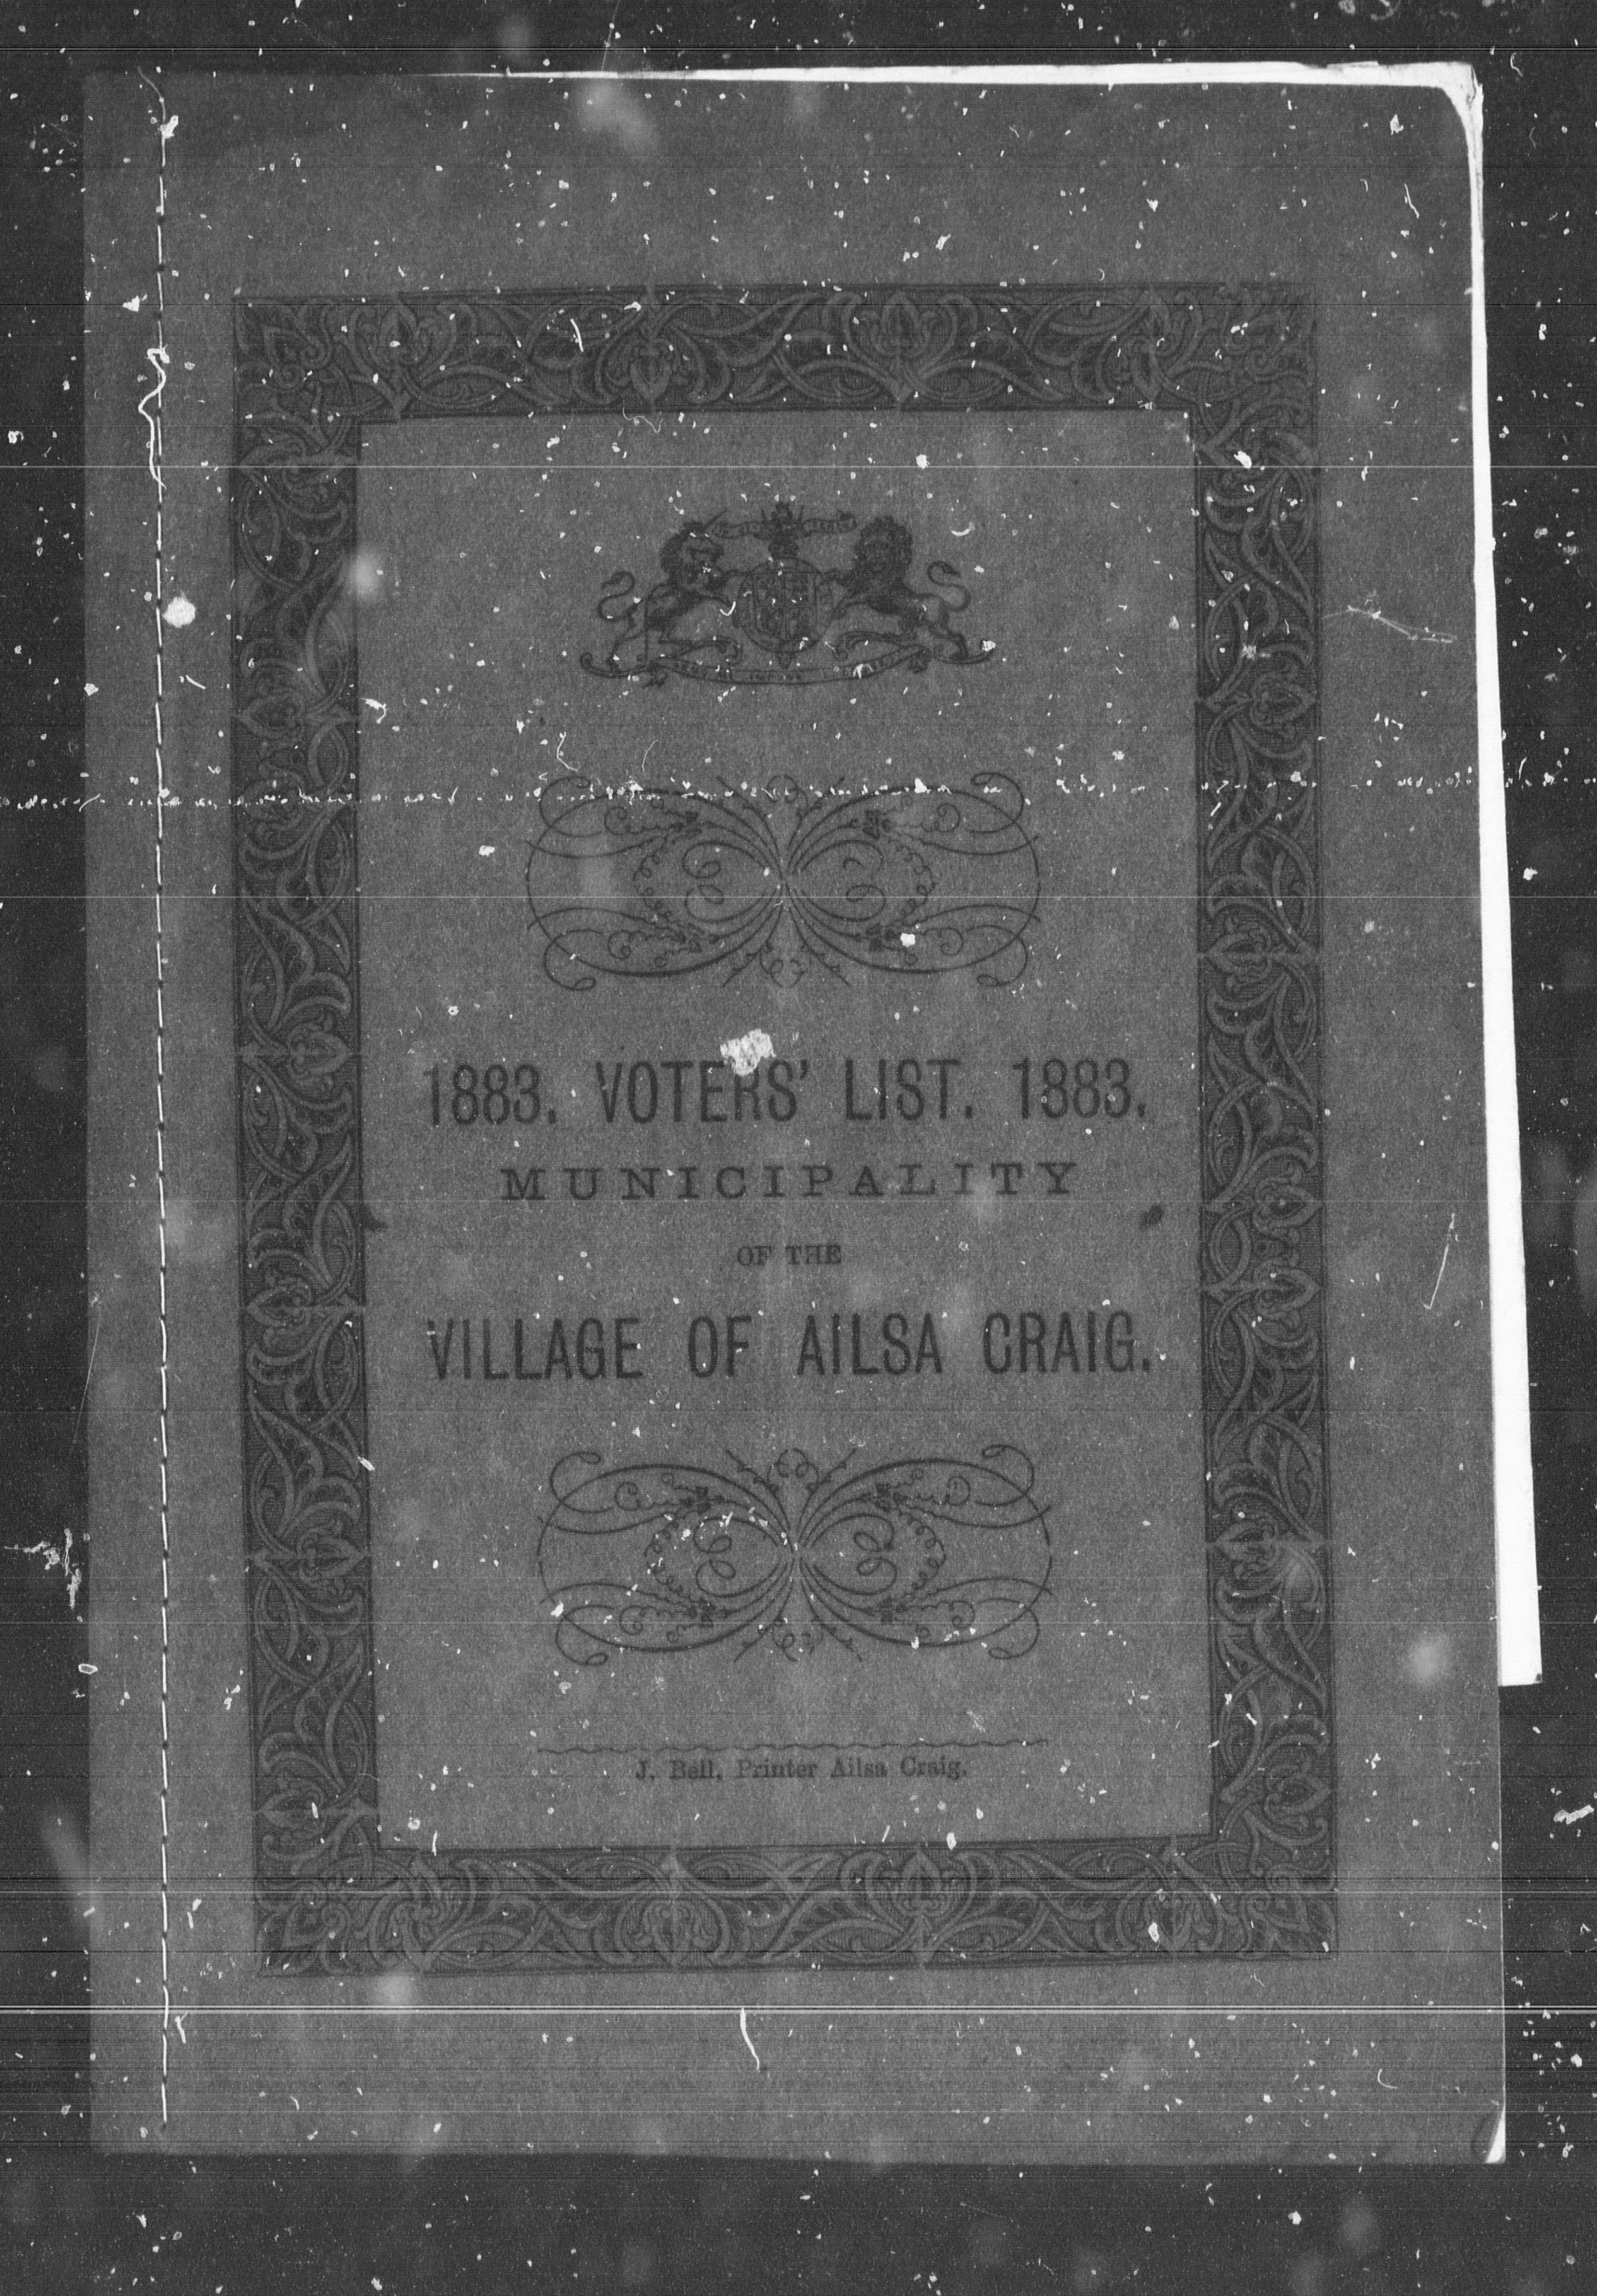 1883. VOTERS' LIST. 1883.
MUNICIPALITY
OF THE
VILLAGE OF AILSA CRAIG.
J. Bell, Printer Ailsa Craig.